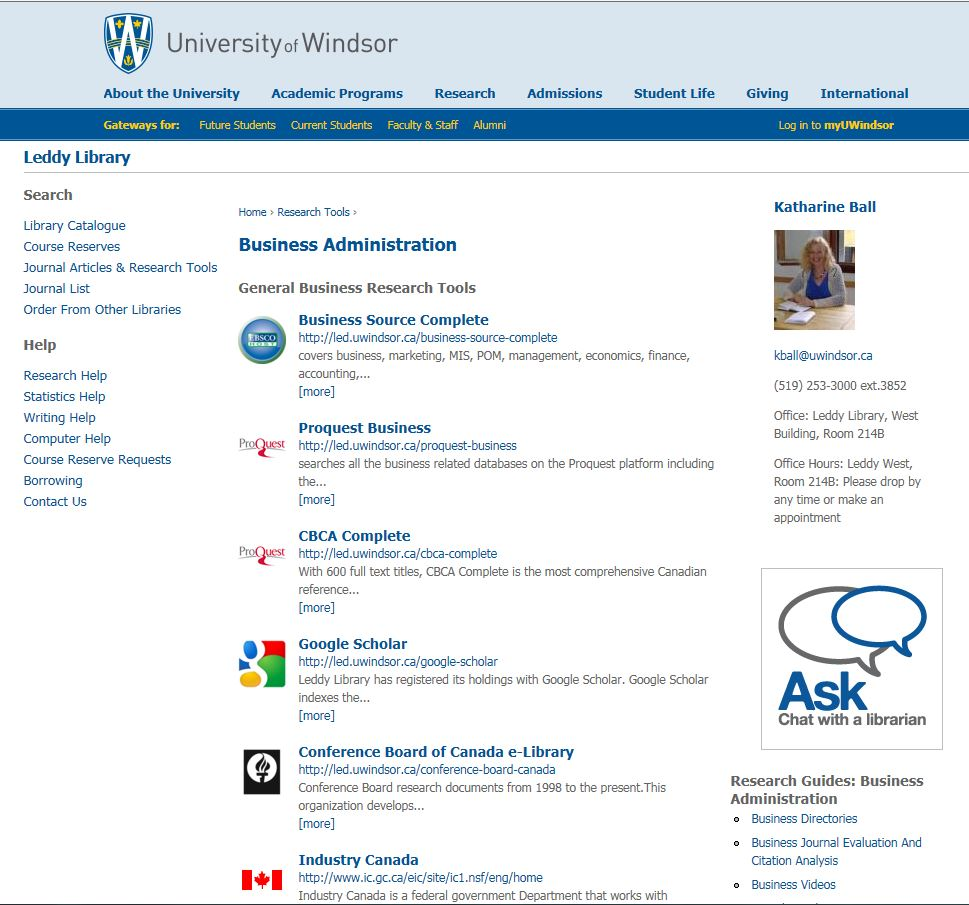 University of Windsor
About the University Academic Programs Research Admissions Student Life Giving International
Gateways for: Future Students Current Students Faculty & Staff Alumni Log in to myUWindsor
Leddy Library
Search
Library Catalogue
Course Reserves
Journal Articles & Research Tools
Journal List
Order From Other Libraries
Help
Research Help
Statistics Help
Writing Help
Computer Help
Course Reserve Requests
Borrowing
Contact Us
Home › Research Tools ›
Business Administration
General Business Research Tools
EBSCO
HOST
Business Source Complete
http://led.uwindsor.ca/business-source-complete
covers business, marketing, MIS, POM, management, economics, finance,
accounting,...
[more]
ProQuest
Proquest Business
http://led.uwindsor.ca/proquest-business
searches all the business related databases on the Proquest platform including
the...
[more]
ProQuest
CBCA Complete
http://led.uwindsor.ca/cbca-complete
With 600 full text titles, CBCA Complete is the most comprehensive Canadian
reference...
[more]
Google Scholar
http://led.uwindsor.ca/google-scholar
Leddy Library has registered its holdings with Google Scholar. Google Scholar
indexes the...
[more]
Conference Board of Canada e-Library
http://led.uwindsor.ca/conference-board-canada
Conference Board research documents from 1998 to the present.This
organization develops...
[more]
Industry Canada
http://www.ic.gc.ca/eic/site/ic1.nsf/eng/home
Industry Canada is a federal government Department that works with
Katharine Ball
kball@uwindsor.ca
(519) 253-3000 ext.3852
Office: Leddy Library, West
Building, Room 214B
Office Hours: Leddy West,
Room 214B: Please drop by
any time or make an
appointment
Ask
Chat with a librarian
Research Guides: Business
Administration
Business Directories
Business Journal Evaluation And
Citation Analysis
Business Videos